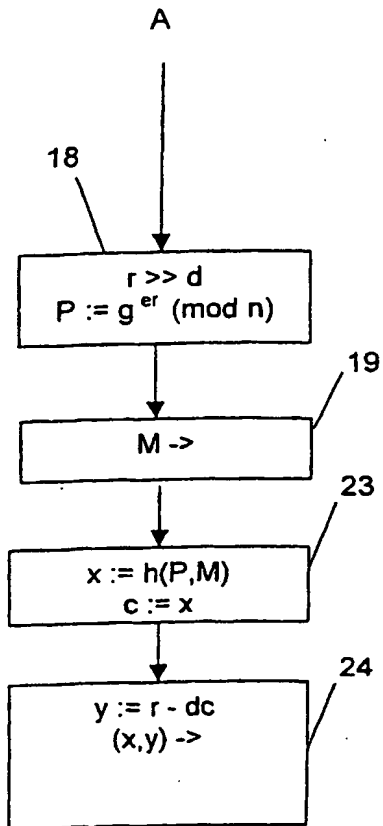 A
18
r >> d
P := g^er (mod n)
19
M ->
23
x := h(P,M)
c := x
24
y := r - dc
(x,y) ->